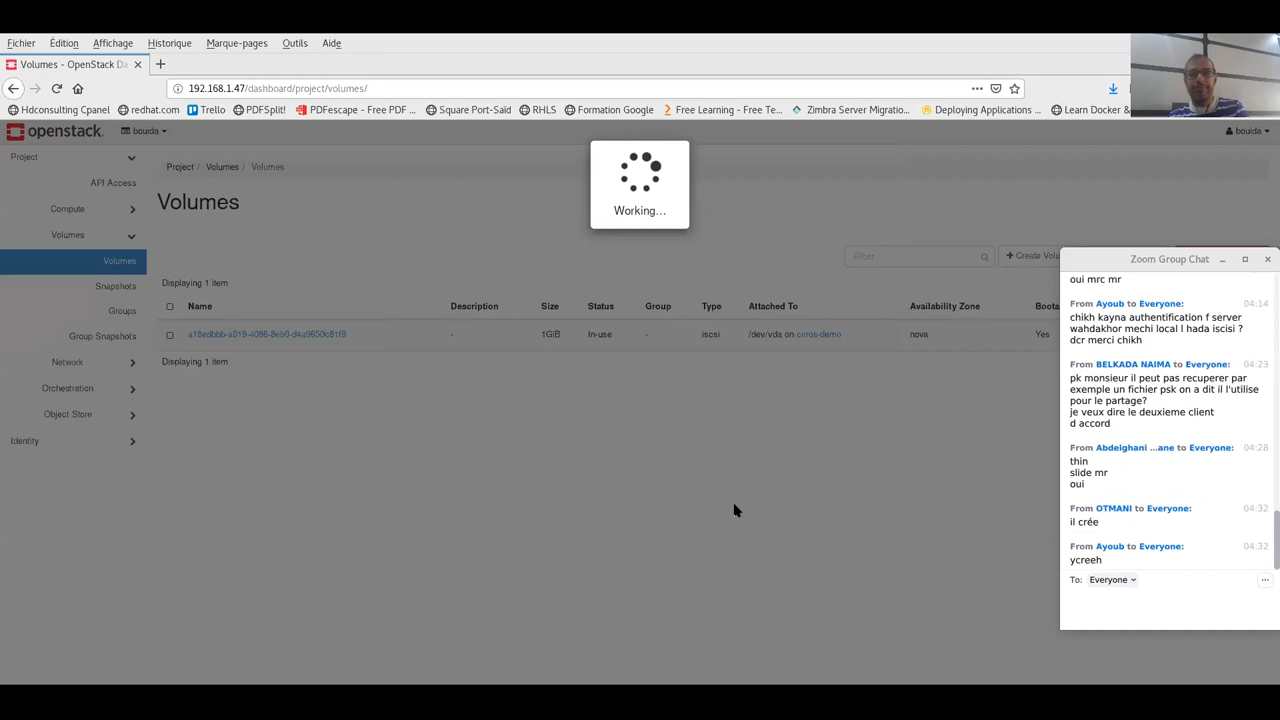 Fichier Édition Affichage Historique Marque-pages Outils Aide
Volumes - OpenStack Da
192.168.1.47/dashboard/project/volumes/
Hdconsulting Cpanel redhat.com Trello PDFSplit! PDFescape - Free PDF ... Square Port-Saïd RHLS Formation Google Free Learning - Free Te... Zimbra Server Migratio... Deploying Applications ... Learn Docker &
openstack. bouida bouida
Project
API Access
Compute
Volumes
Volumes
Snapshots
Groups
Group Snapshots
Network
Orchestration
Object Store
Identity
Project / Volumes / Volumes
Volumes
Working...
Filter + Create Volu
Displaying 1 item
Name Description Size Status Group Type Attached To Availability Zone Boota
- 1GiB In-use - iscsi /dev/vda on cirros-demo nova Yes
Displaying 1 item
Zoom Group Chat
oui mrc mr
From Ayoub to Everyone: 04:14
chikh kayna authentification f server
wahdakhor mechi local l hada iscisi ?
dcr merci chikh
From BELKADA NAIMA to Everyone: 04:23
pk monsieur il peut pas recuperer par
exemple un fichier psk on a dit il l'utilise
pour le partage?
je veux dire le deuxieme client
d accord
From Abdelghani ...ane to Everyone: 04:28
thin
slide mr
oui
From OTMANI to Everyone: 04:32
il crée
From Ayoub to Everyone: 04:32
ycreeh
To: Everyone